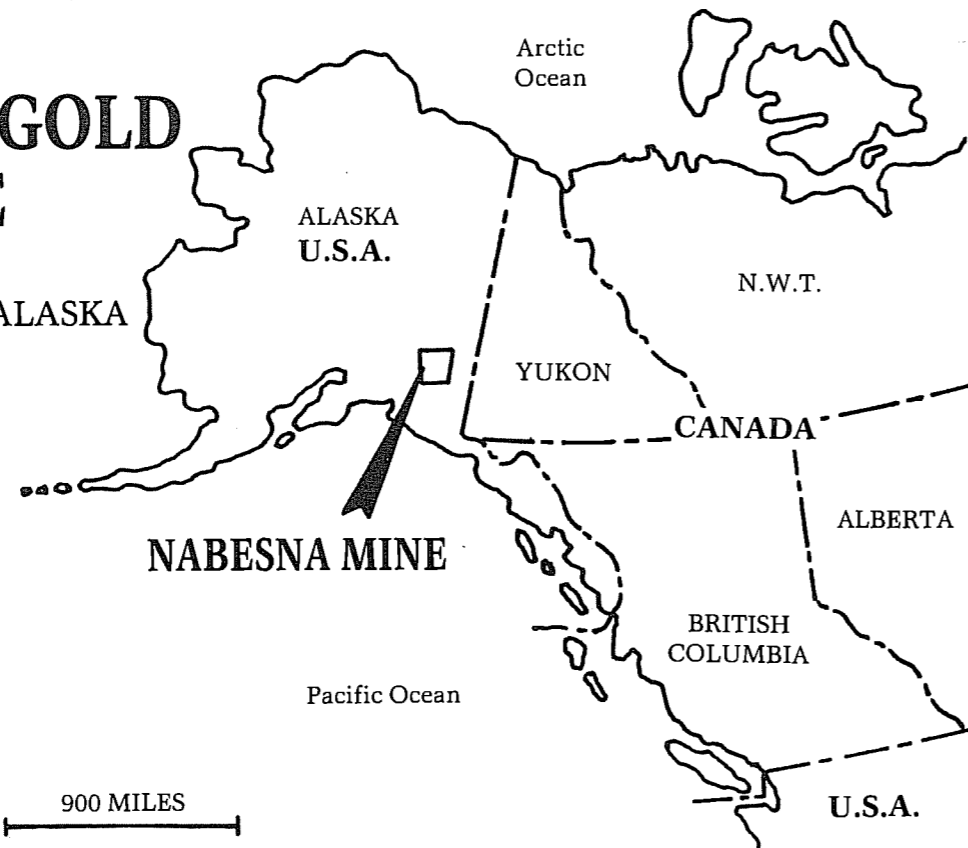 Arctic
Ocean
GOLD
ALASKA
U.S.A.
N.W.T.
ALASKA
YUKON
CANADA
ALBERTA
NABESNA MINE
BRITISH
COLUMBIA
Pacific Ocean
900 MILES
U.S.A.